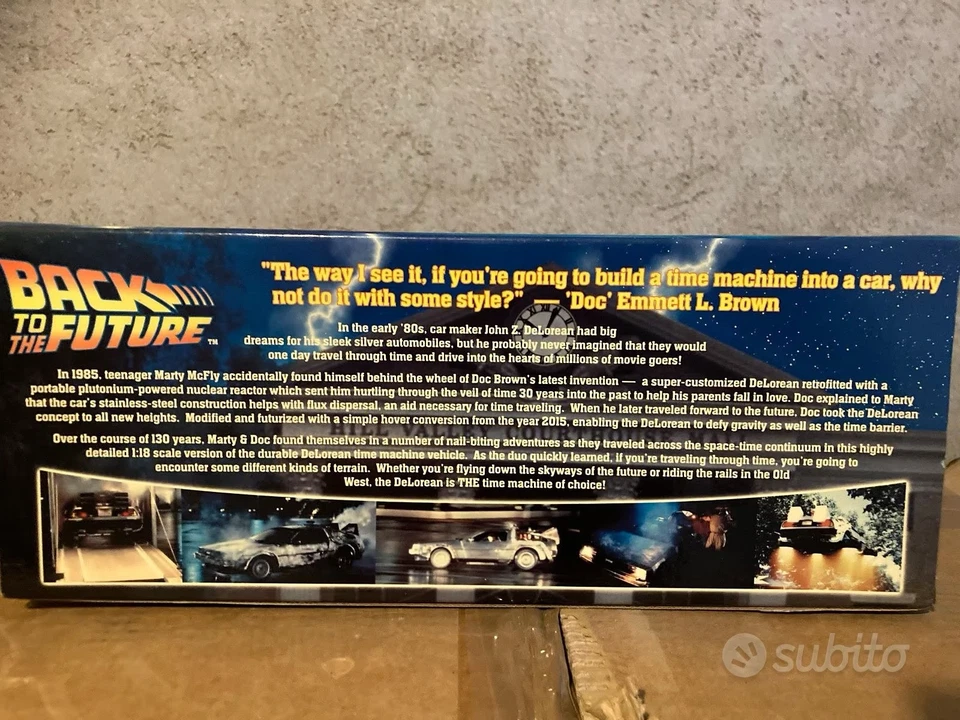 BACK
TO THE FUTURE™
"The way I see it, if you're going to build a time machine into a car, why
not do it with some style?" — 'Doc' Emmett L. Brown
In the early '80s, car maker John Z. DeLorean had big
dreams for his sleek silver automobiles, but he probably never imagined that they would
one day travel through time and drive into the hearts of millions of movie goers!
In 1985, teenager Marty McFly accidentally found himself behind the wheel of Doc Brown's latest invention — a super-customized DeLorean retrofitted with a
portable plutonium-powered nuclear reactor which sent him hurtling through the veil of time 30 years into the past to help his parents fall in love. Doc explained to Marty
that the car's stainless-steel construction helps with flux dispersal, an aid necessary for time traveling. When he later traveled forward to the future, Doc took the DeLorean
concept to all new heights. Modified and futurized with a simple hover conversion from the year 2015, enabling the DeLorean to defy gravity as well as the time barrier.
Over the course of 130 years, Marty & Doc found themselves in a number of nail-biting adventures as they traveled across the space-time continuum in this highly
detailed 1:18 scale version of the durable DeLorean time machine vehicle. As the duo quickly learned, if you're traveling through time, you're going to
encounter some different kinds of terrain. Whether you're flying down the skyways of the future or riding the rails in the Old
West, the DeLorean is THE time machine of choice!
subito